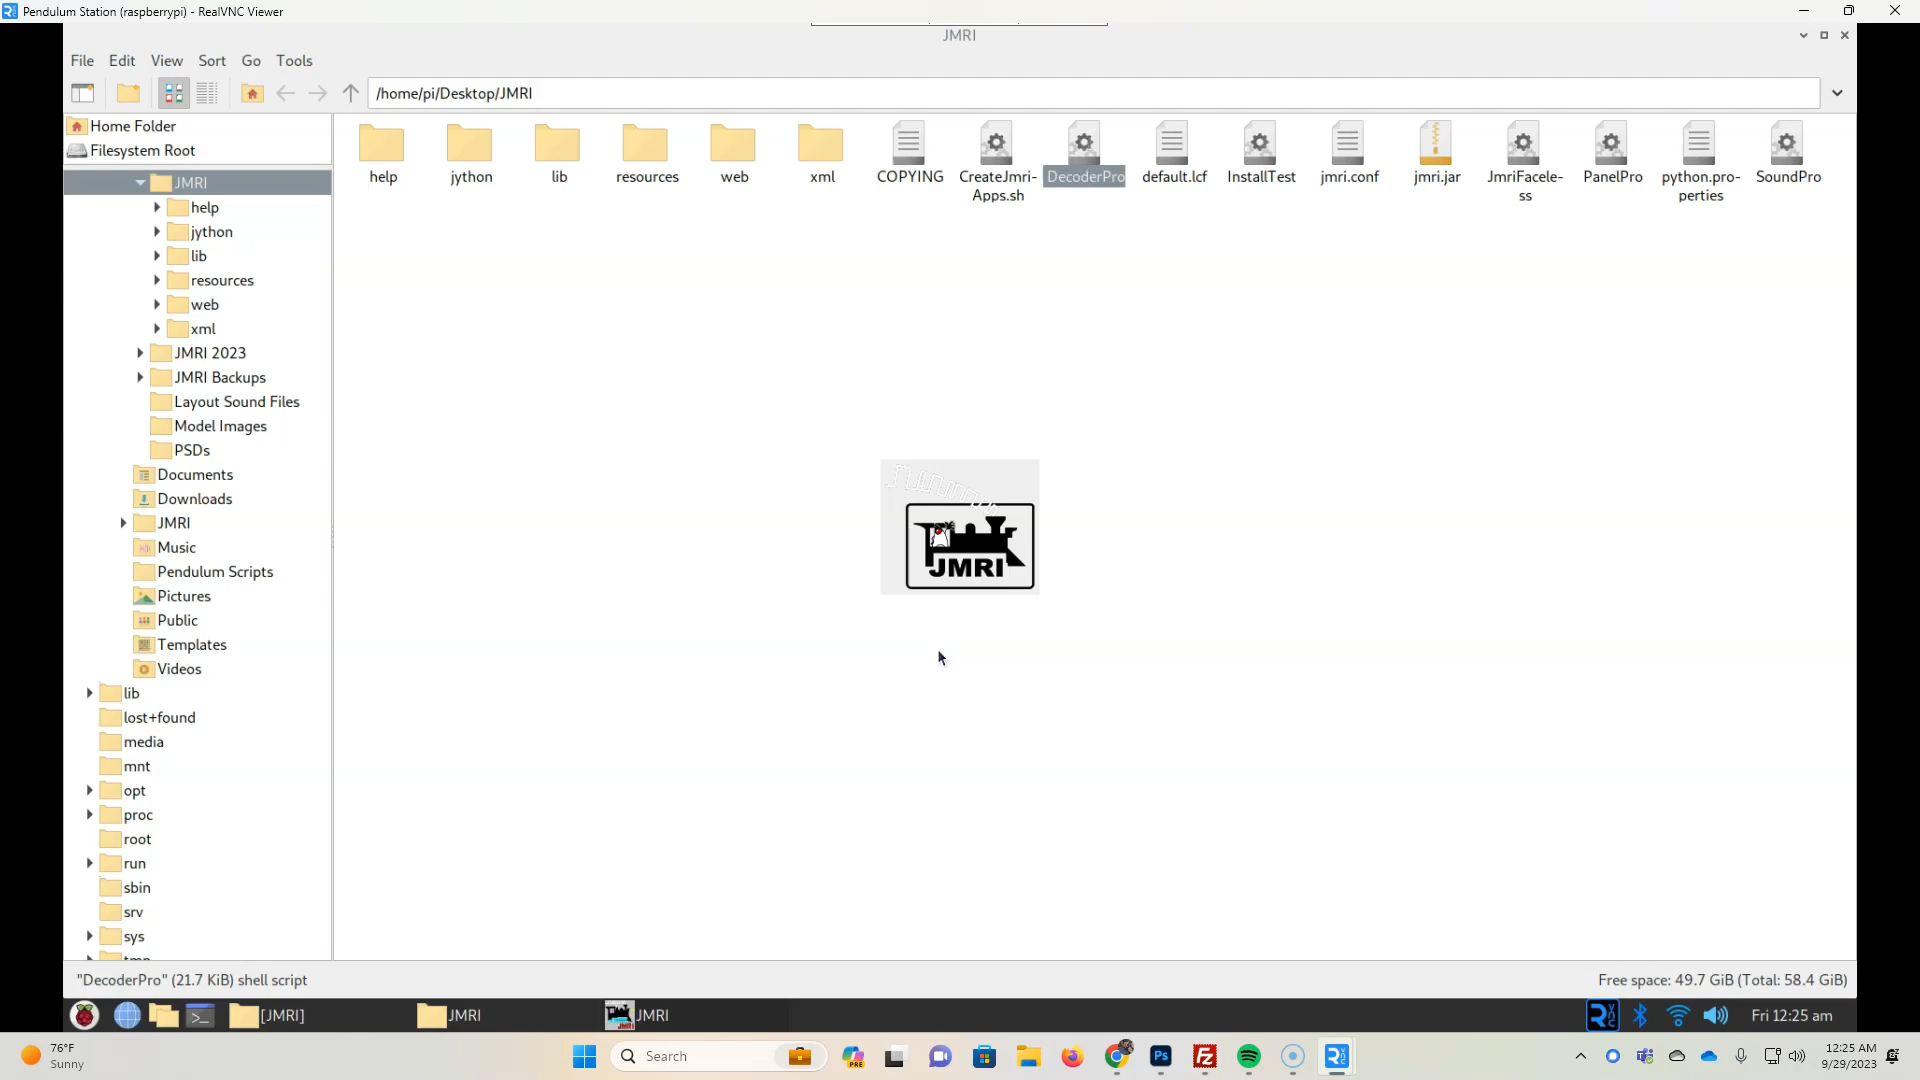 Pendulum Station (raspberrypi) - RealVNC Viewer
JMRI
File Edit View Sort Go Tools
/home/pi/Desktop/JMRI
Home Folder
Filesystem Root
JMRI
help
jython
lib
resources
web
xml
JMRI 2023
JMRI Backups
Layout Sound Files
Model Images
PSDs
Documents
Downloads
JMRI
Music
Pendulum Scripts
Pictures
Public
Templates
Videos
lib
lost+found
media
mnt
opt
proc
root
run
sbin
srv
sys
tmp
help jython lib resources web xml COPYING CreateJmri- DecoderPro default.lcf InstallTest jmri.conf jmri.jar JmriFacele- PanelPro python.pro- SoundPro
Apps.sh ss perties
JMRI
"DecoderPro" (21.7 KiB) shell script
Free space: 49.7 GiB (Total: 58.4 GiB)
[JMRI] JMRI JMRI Fri 12:25 am
76°F
Sunny
Search
PRE
Ps
12:25 AM
9/29/2023